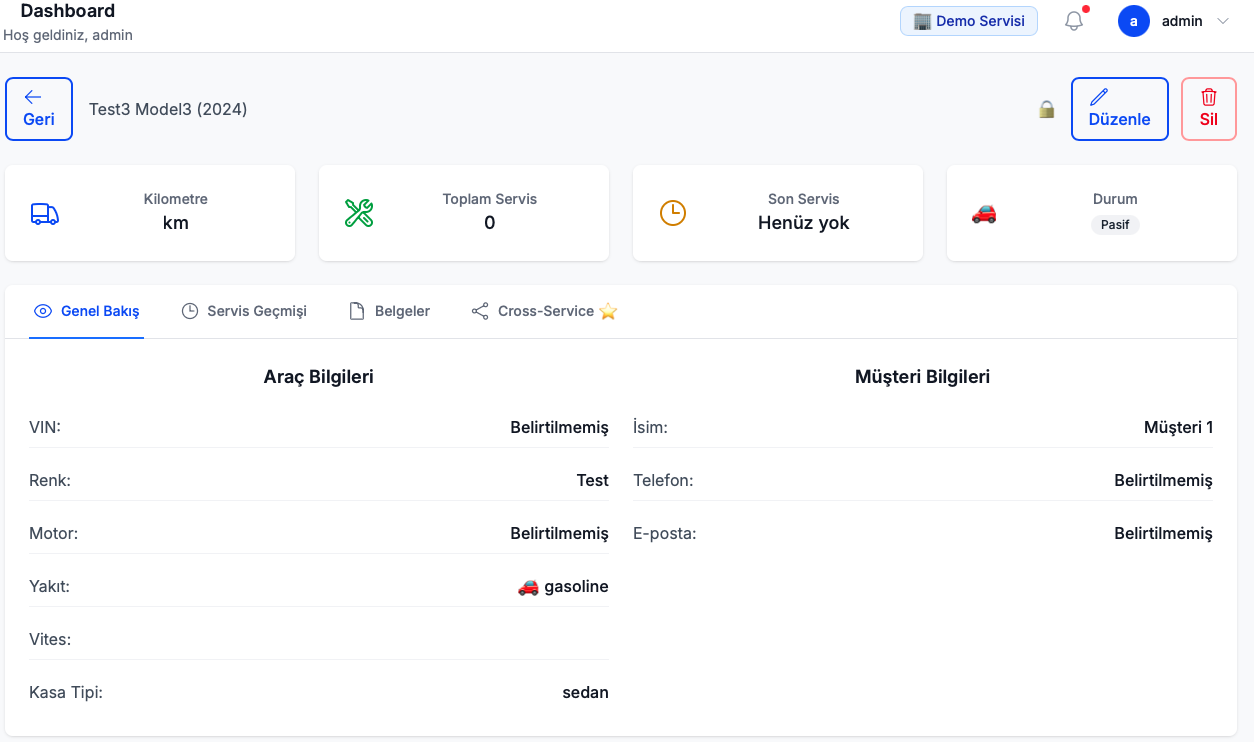 Dashboard
Hoş geldiniz, admin
🏢 Demo Servisi
a
admin
Geri
Test3 Model3 (2024)
Düzenle
Sil
Kilometre
km
Toplam Servis
0
Son Servis
Henüz yok
Durum
Pasif
Genel Bakış
Servis Geçmişi
Belgeler
Cross-Service ⭐
Araç Bilgileri
VIN: Belirtilmemiş
Renk: Test
Motor: Belirtilmemiş
Yakıt: 🚗 gasoline
Vites:
Kasa Tipi: sedan
Müşteri Bilgileri
İsim: Müşteri 1
Telefon: Belirtilmemiş
E-posta: Belirtilmemiş